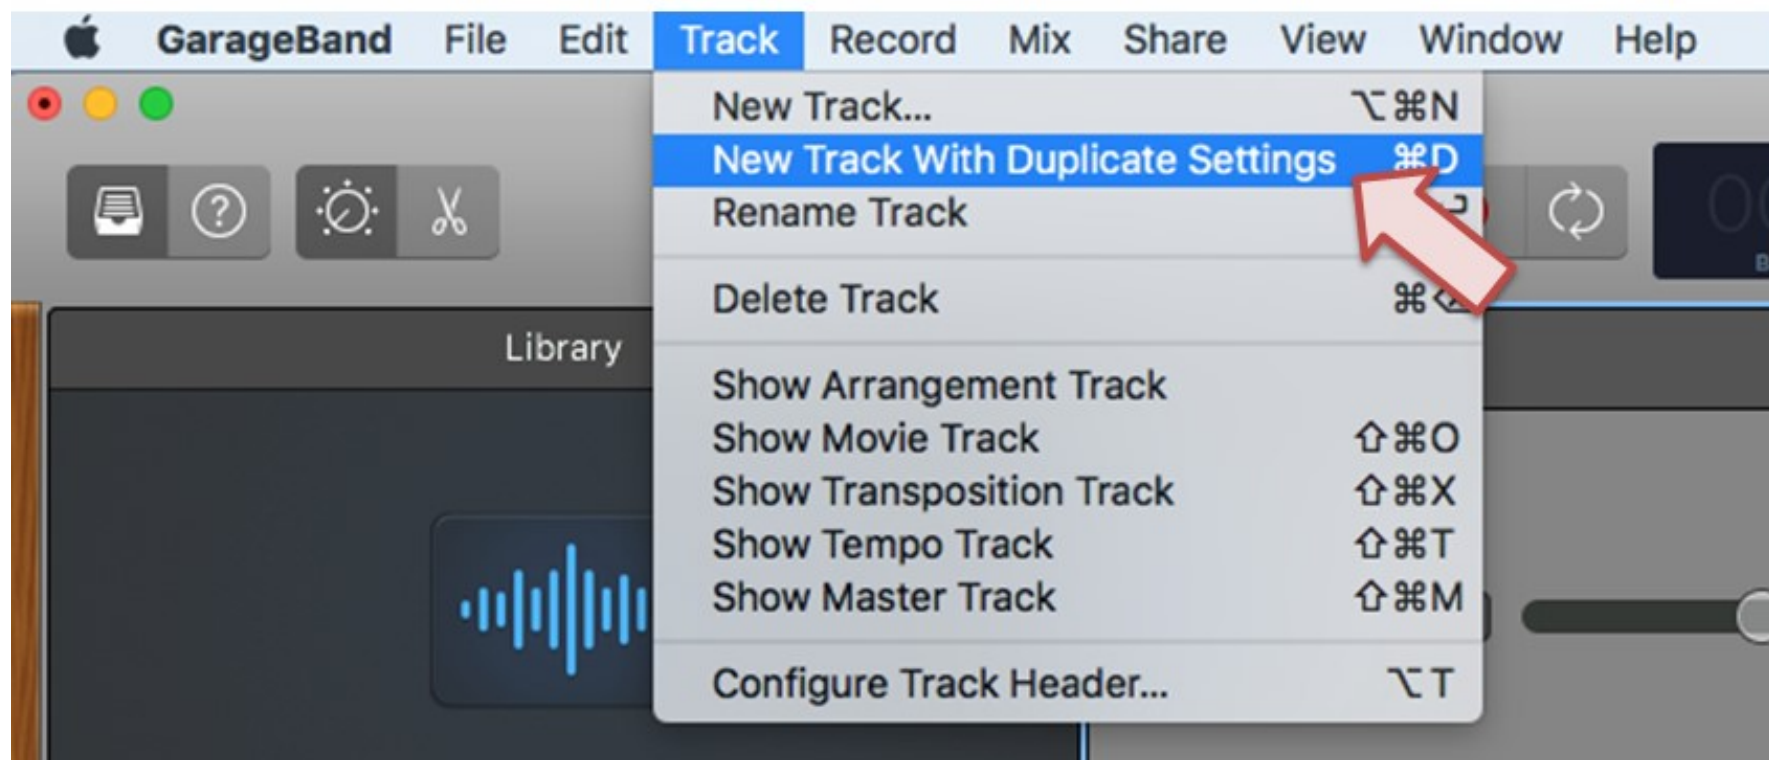 GarageBand File Edit Track Record Mix Share View Window Help
New Track... ⌥⌘N
New Track With Duplicate Settings ⌘D
Rename Track
Delete Track ⌘⌫
Library
Show Arrangement Track
Show Movie Track ⇧⌘O
Show Transposition Track ⇧⌘X
Show Tempo Track ⇧⌘T
Show Master Track ⇧⌘M
Configure Track Header... ⌥T